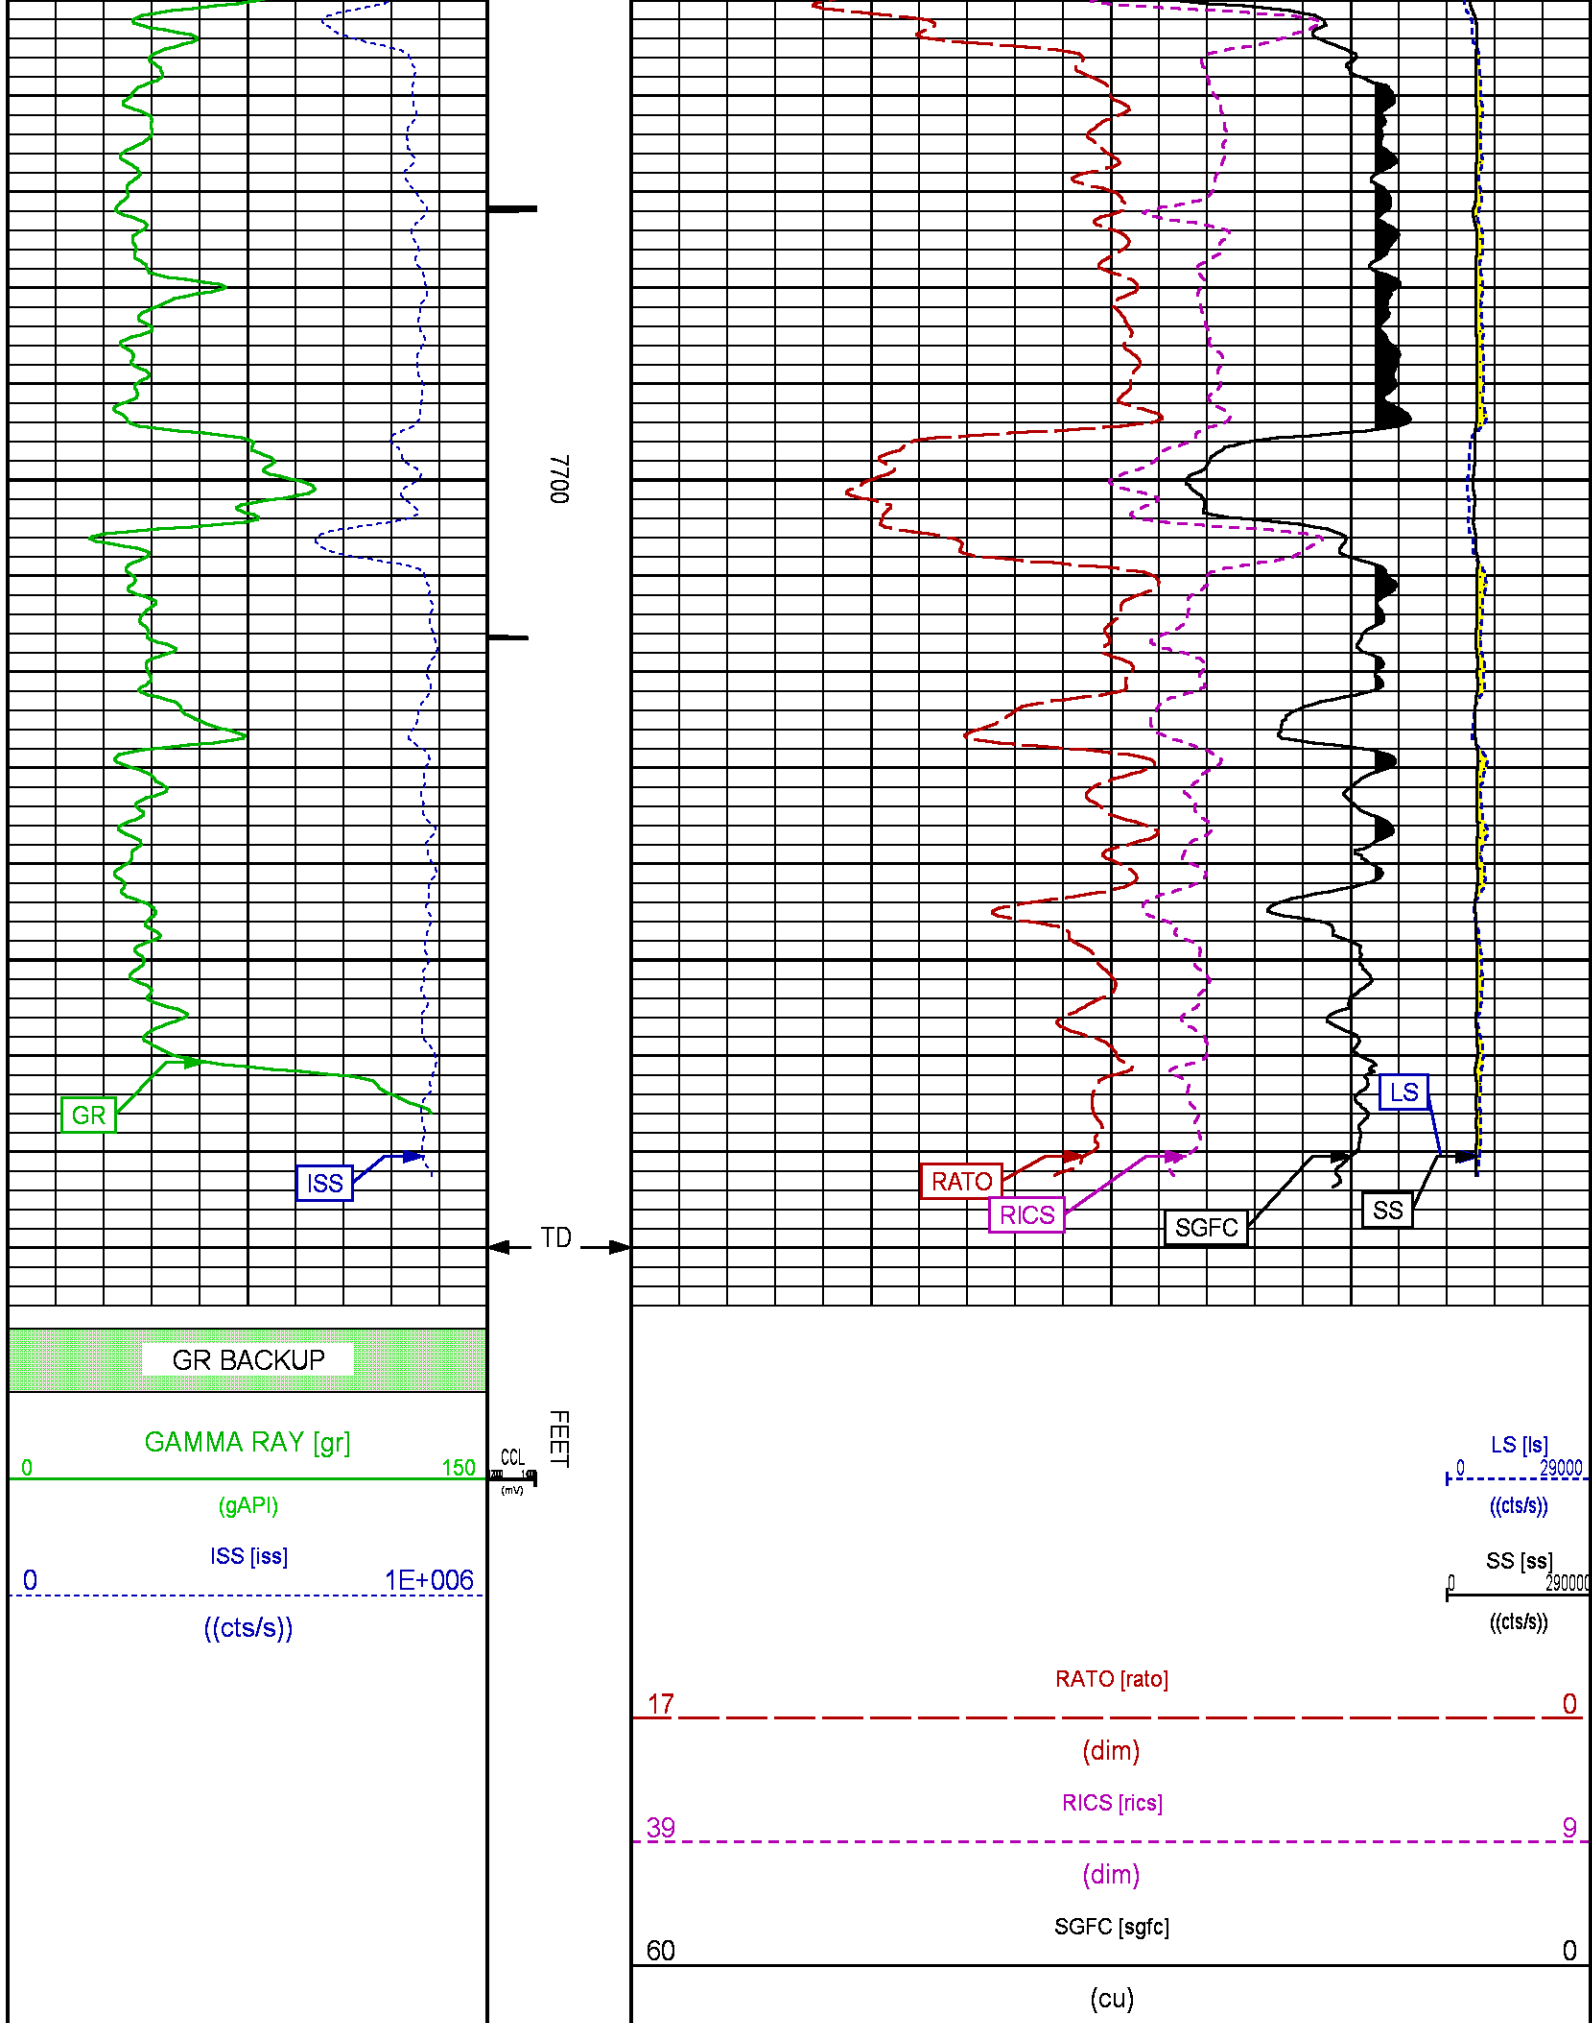 7700
LS
GR
ISS
RATO
RICS
SGFC
SS
TD
GR BACKUP
FEET
GAMMA RAY [gr]
0 150
(gAPI)
CCL
(mV)
ISS [iss]
0 1E+006
((cts/s))
LS [ls]
0 29000
((cts/s))
SS [ss]
0 290000
((cts/s))
RATO [rato]
17 0
(dim)
RICS [rics]
39 9
(dim)
SGFC [sgfc]
60 0
(cu)